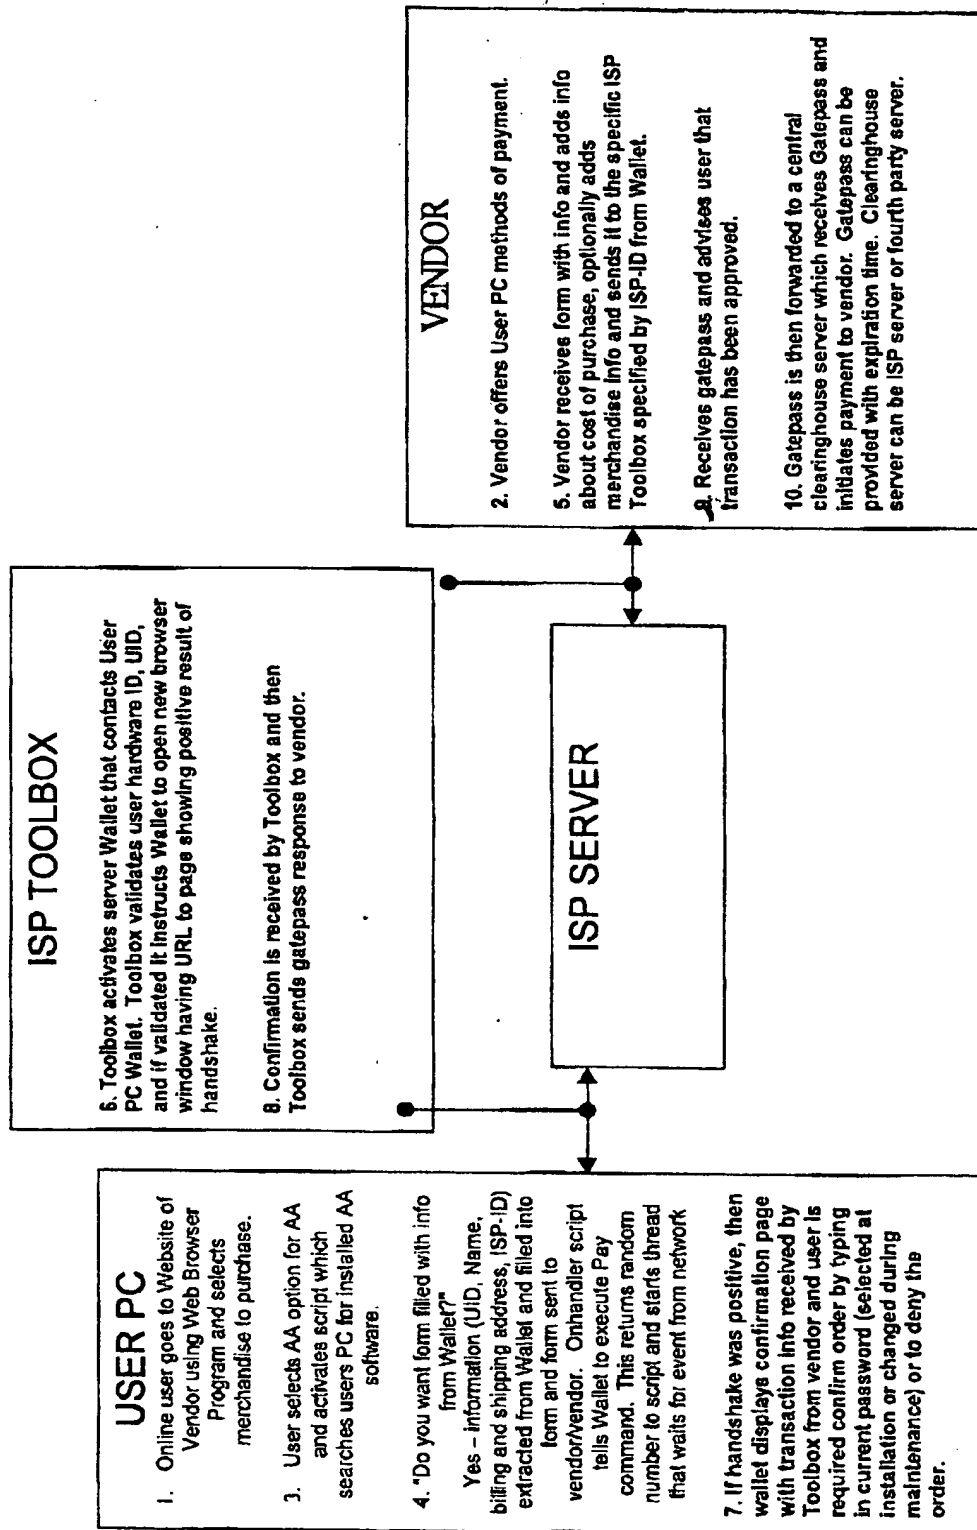 USER PC
1. Online user goes to Website of
Vendor using Web Browser
Program and selects
merchandise to purchase.
3. User selects AA option for AA
and activates script which
searches users PC for installed AA
software.
4. "Do you want form filled with info
from Wallet?"
Yes – information (UID, Name,
billing and shipping address, ISP-ID)
extracted from Wallet and filled into
form and form sent to
vendor/vendor. Onhandler script
tells Wallet to execute Pay
command. This returns random
number to script and starts thread
that waits for event from network
7. If handshake was positive, then
wallet displays confirmation page
with transaction info received by
Toolbox from vendor and user is
required confirm order by typing
in current password (selected at
installation or changed during
maintenance) or to deny the
order.
ISP TOOLBOX
6. Toolbox activates server Wallet that contacts User
PC Wallet. Toolbox validates user hardware ID, UID,
and if validated it instructs Wallet to open new browser
window having URL to page showing positive result of
handshake.
8. Confirmation is received by Toolbox and then
Toolbox sends gatepass response to vendor.
ISP SERVER
VENDOR
2. Vendor offers User PC methods of payment.
5. Vendor receives form with info and adds info
about cost of purchase, optionally adds
merchandise info and sends it to the specific ISP
Toolbox specified by ISP-ID from Wallet.
9. Receives gatepass and advises user that
transaction has been approved.
10. Gatepass is then forwarded to a central
clearinghouse server which receives Gatepass and
initiates payment to vendor. Gatepass can be
provided with expiration time. Clearinghouse
server can be ISP server or fourth party server.